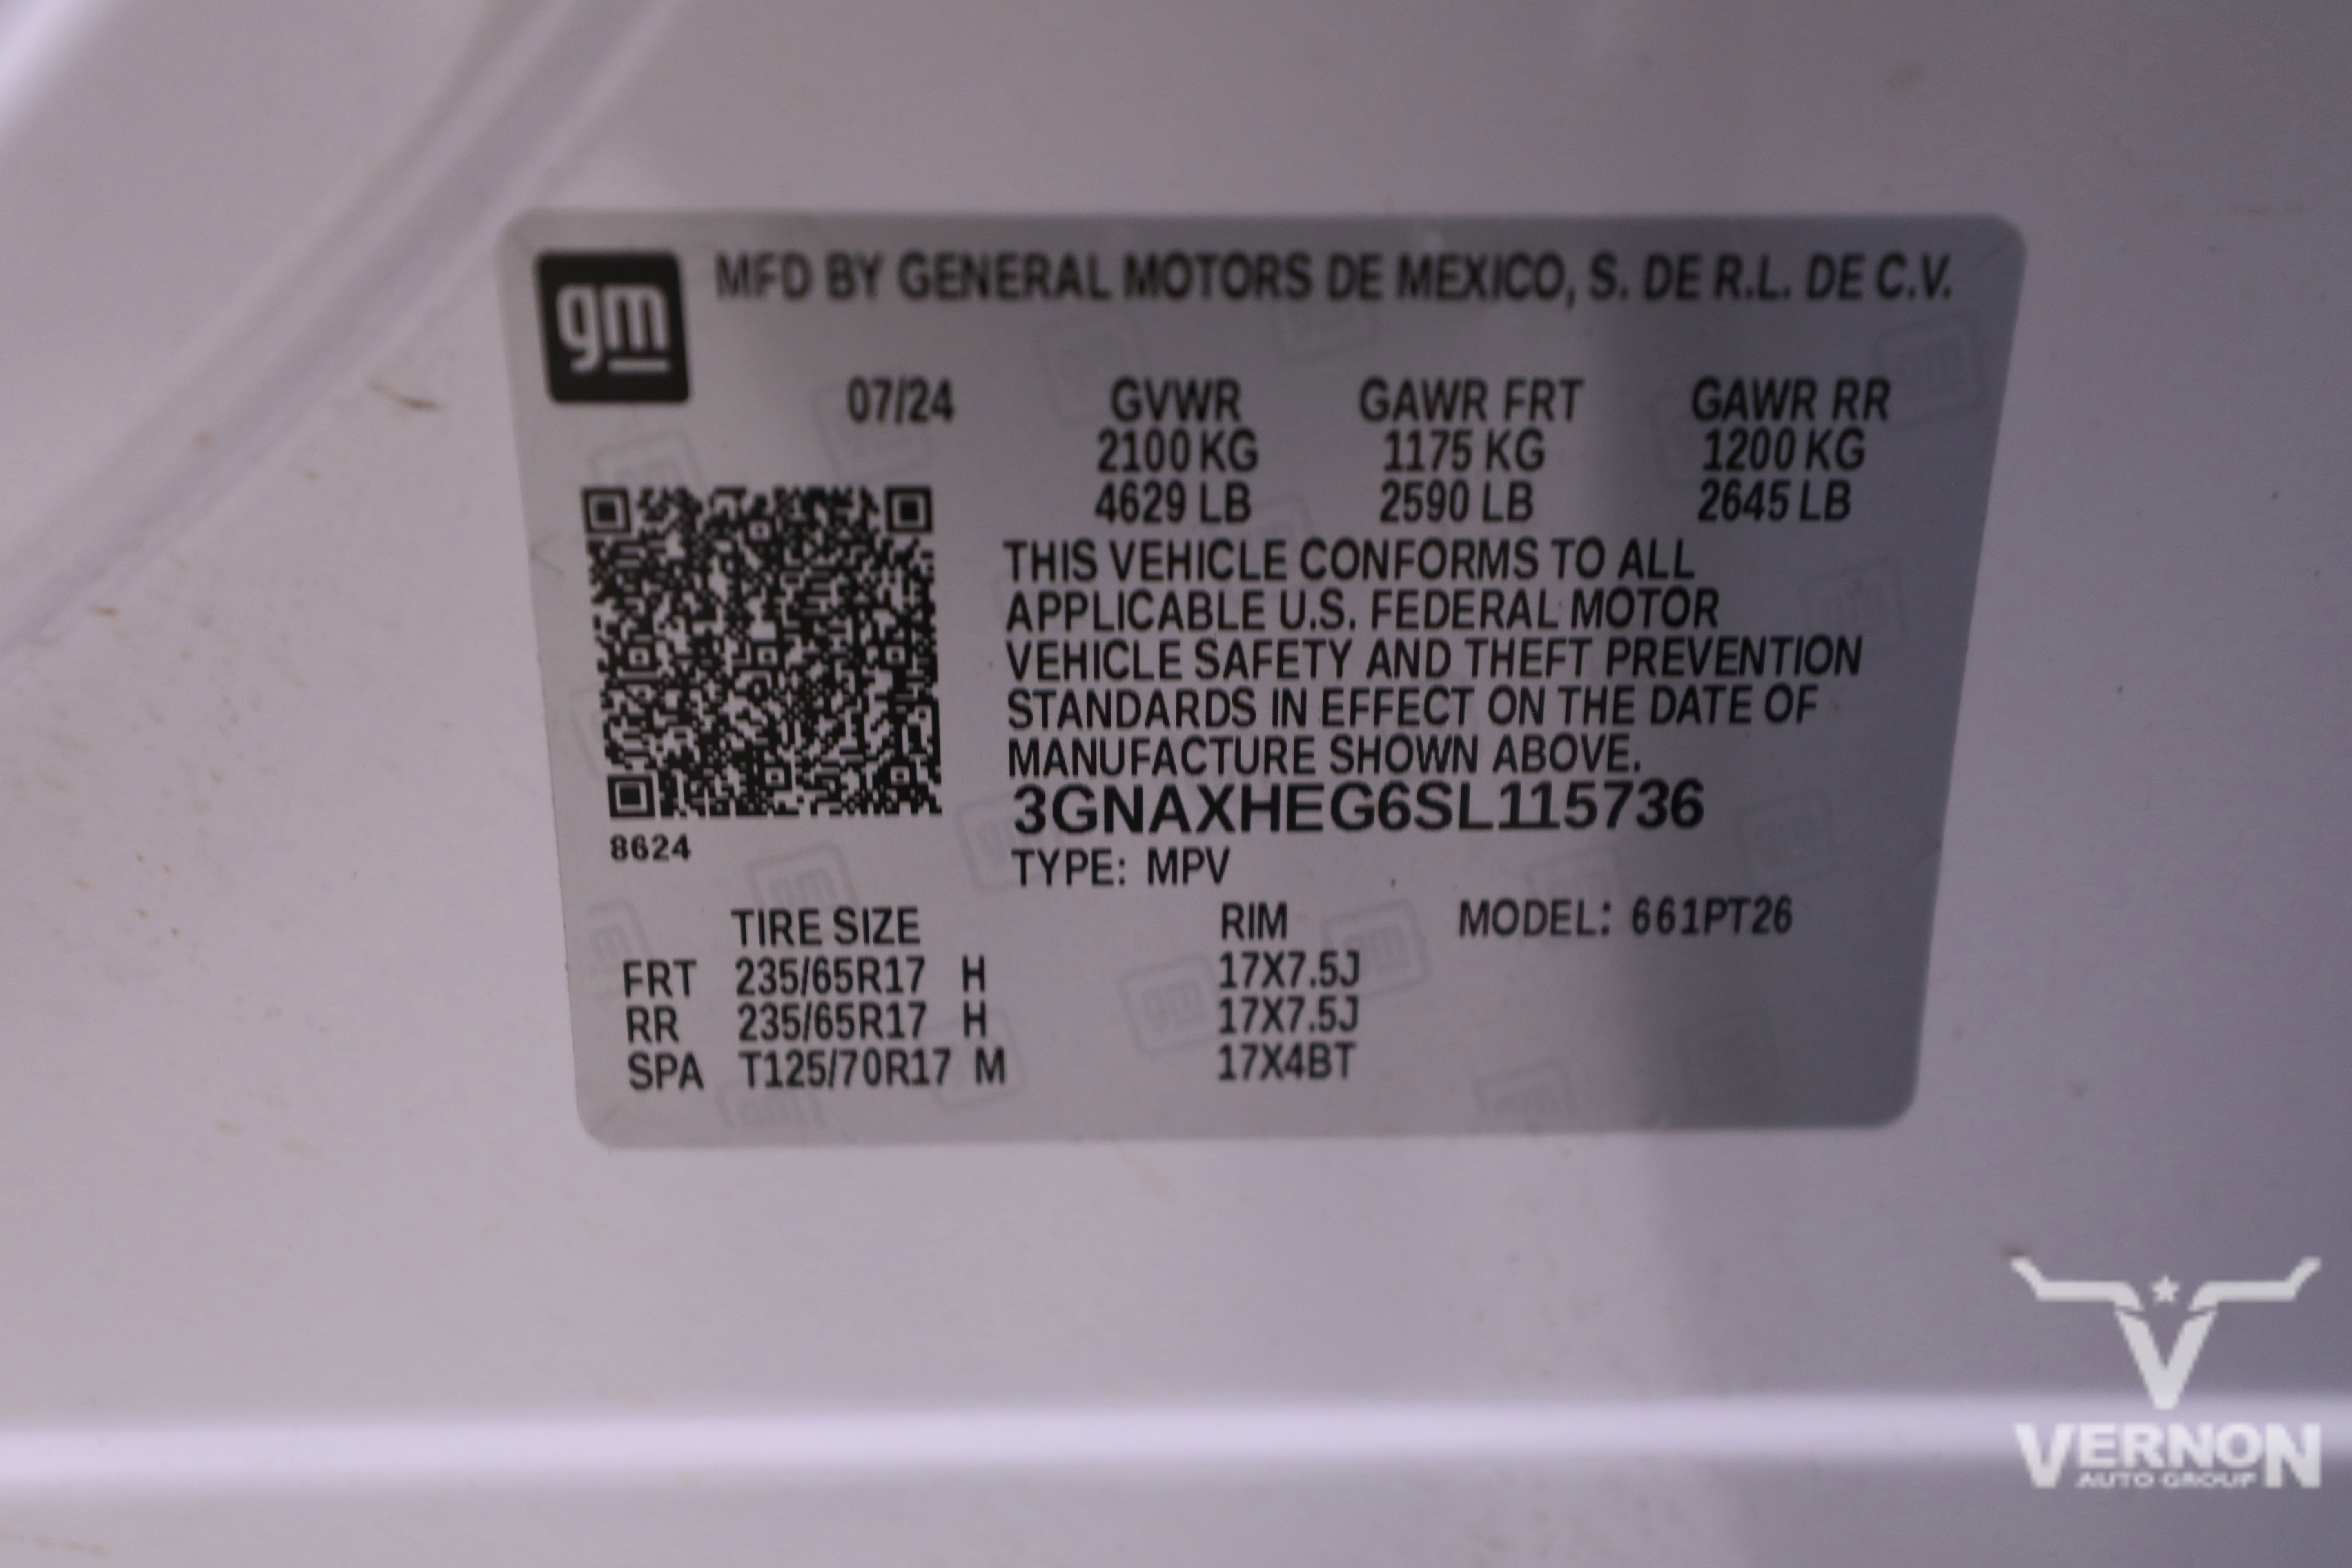 gm
MFD BY GENERAL MOTORS DE MEXICO, S. DE R.L. DE C.V.
07/24 GVWR GAWR FRT GAWR RR
2100 KG 1175 KG 1200 KG
4629 LB 2590 LB 2645 LB
THIS VEHICLE CONFORMS TO ALL
APPLICABLE U.S. FEDERAL MOTOR
VEHICLE SAFETY AND THEFT PREVENTION
STANDARDS IN EFFECT ON THE DATE OF
MANUFACTURE SHOWN ABOVE.
3GNAXHEG6SL115736
8624
TYPE: MPV
TIRE SIZE RIM MODEL: 661PT26
FRT 235/65R17 H 17X7.5J
RR 235/65R17 H 17X7.5J
SPA T125/70R17 M 17X4BT
VERNON
AUTO GROUP